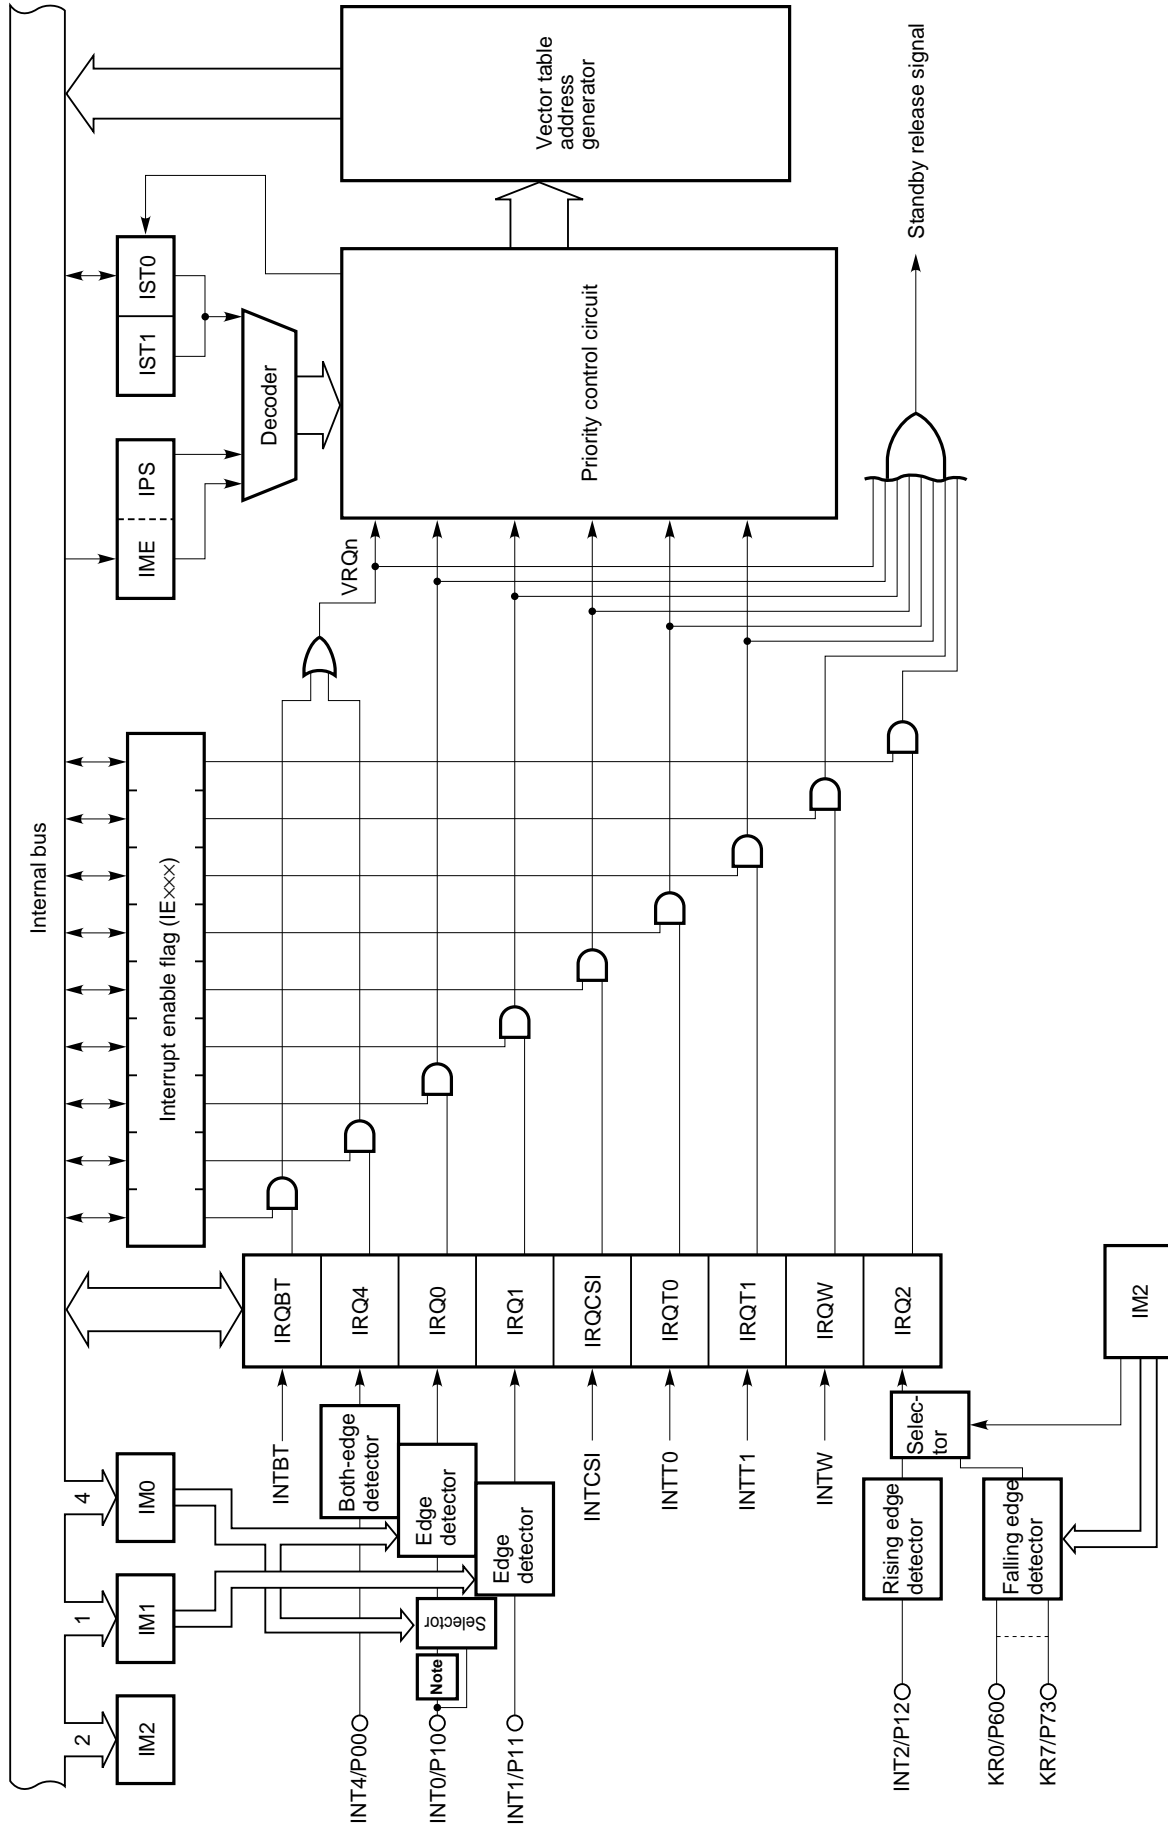 Internal bus
2
1
4
IM2
IM1
IM0
Interrupt enable flag (IE×××)
IME
IPS
IST1
IST0
Decoder
INTBT
IRQBT
INT4/P00
Both-edge
detector
IRQ4
INT0/P10
Note
Selector
Edge
detector
IRQ0
INT1/P11
Edge
detector
IRQ1
INTCSI
IRQCSI
INTT0
IRQT0
INTT1
IRQT1
INTW
IRQW
INT2/P12
Rising edge
detector
Selec-
tor
IRQ2
KR0/P60
KR7/P73
Falling edge
detector
IM2
VRQn
Priority control circuit
Vector table
address
generator
Standby release signal